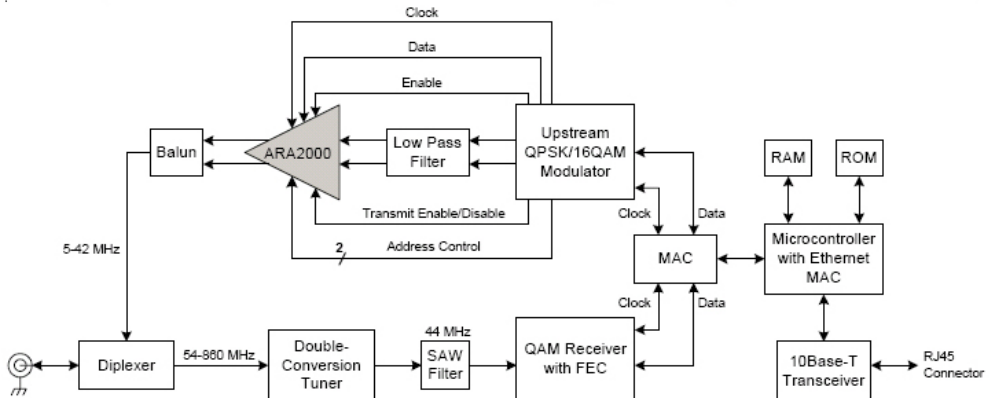 Clock
Data
Enable
Balun
ARA2000
Low Pass
Filter
Upstream
QPSK/16QAM
Modulator
RAM
ROM
Transmit Enable/Disable
2
Address Control
Clock
Data
5-42 MHz
MAC
Microcontroller
with Ethernet
MAC
Clock
Data
Diplexer
54-860 MHz
Double-
Conversion
Tuner
44 MHz
SAW
Filter
QAM Receiver
with FEC
10Base-T
Transceiver
RJ45
Connector